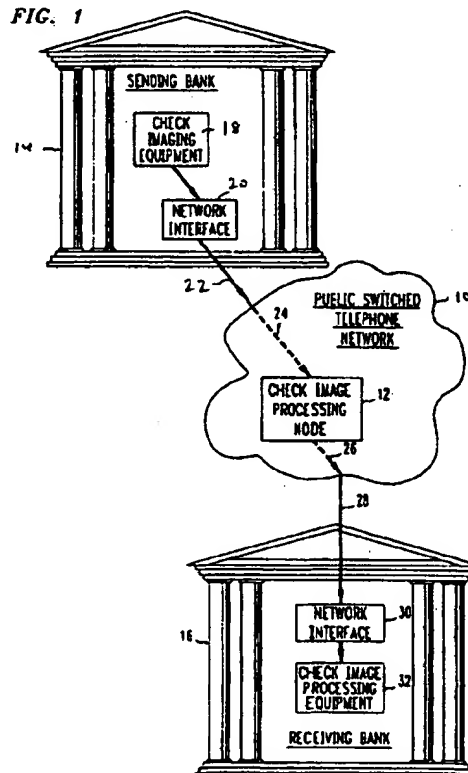 FIG. 1
SENDING BANK
CHECK
IMAGING
EQUIPMENT
18
14
20
NETWORK
INTERFACE
22
24
PUBLIC SWITCHED
TELEPHONE
NETWORK
10
CHECK IMAGE
PROCESSING
NODE
12
26
28
NETWORK
INTERFACE
30
16
CHECK IMAGE
PROCESSING
EQUIPMENT
32
RECEIVING BANK